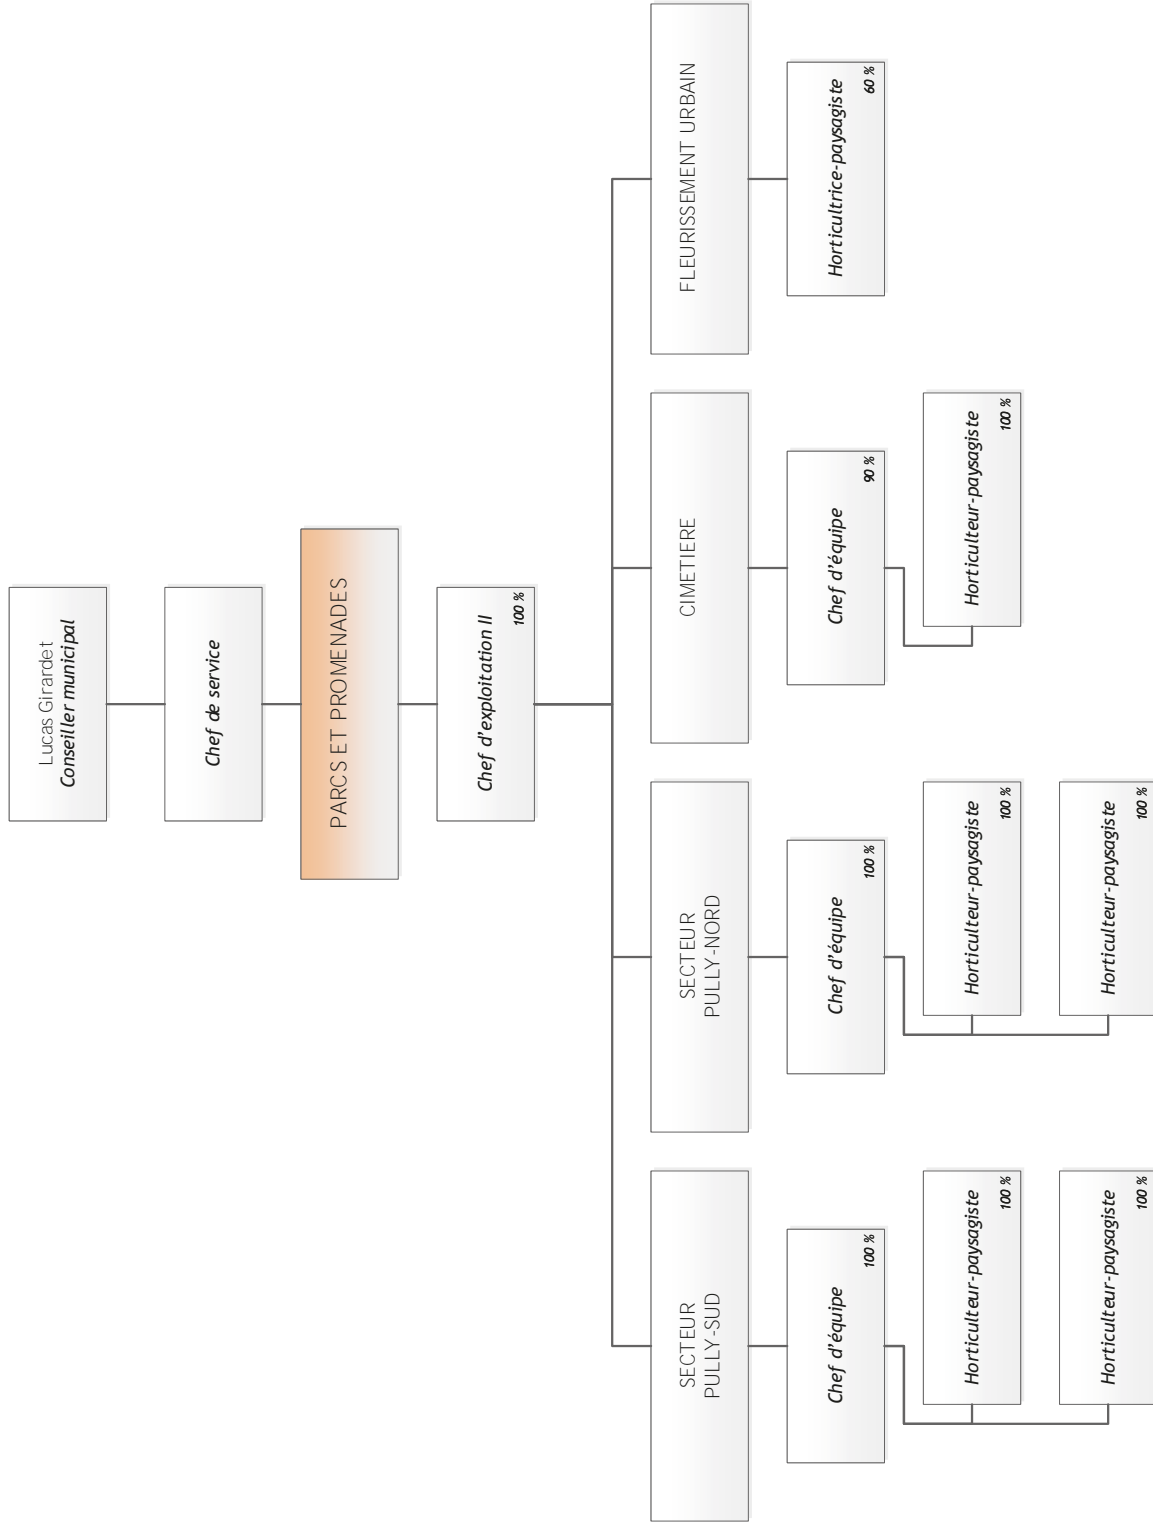 Lucas Girardet
Conseiller municipal
Chef de service
PARCS ET PROMENADES
Chef d'exploitation II
100 %
SECTEUR
PULLY-SUD
Chef d'équipe
100 %
Horticulteur-paysagiste
100 %
Horticulteur-paysagiste
100 %
SECTEUR
PULLY-NORD
Chef d'équipe
100 %
Horticulteur-paysagiste
100 %
Horticulteur-paysagiste
100 %
CIMETIERE
Chef d'équipe
90 %
Horticulteur-paysagiste
100 %
FLEURISSEMENT URBAIN
Horticultrice-paysagiste
60 %